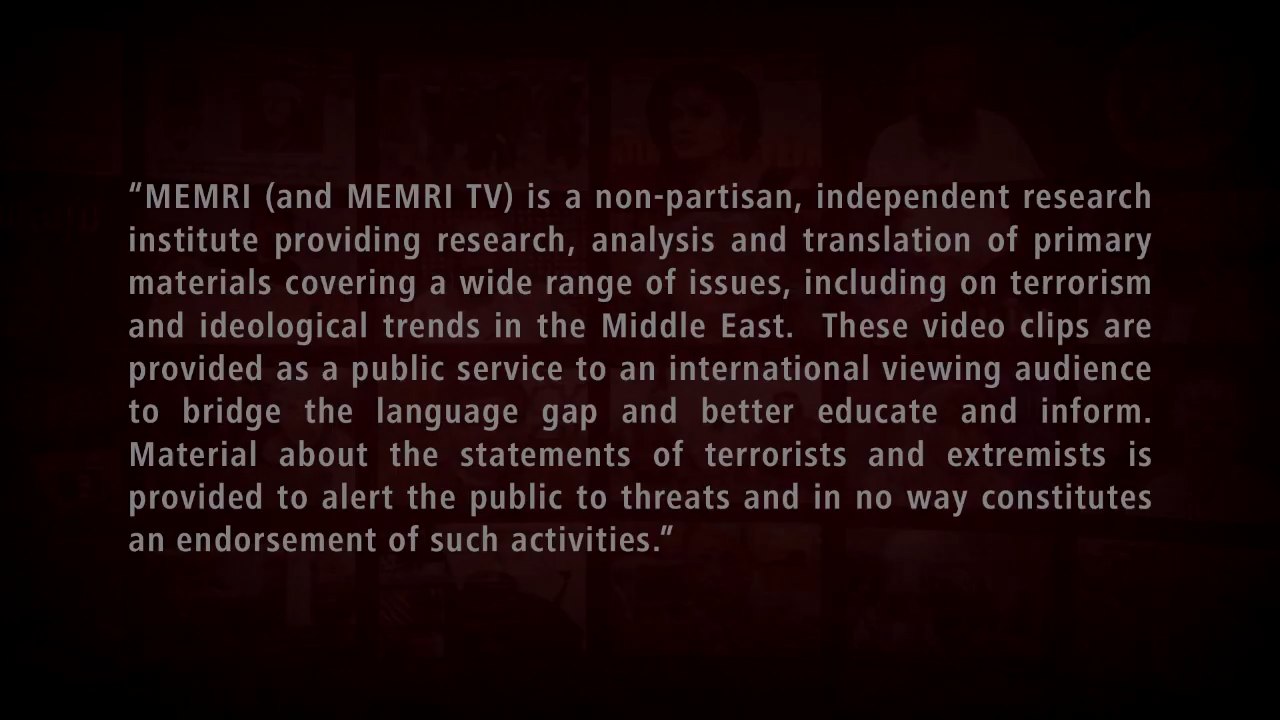 “MEMRI (and MEMRI TV) is a non-partisan, independent research
institute providing research, analysis and translation of primary
materials covering a wide range of issues, including on terrorism
and ideological trends in the Middle East.  These video clips are
provided as a public service to an international viewing audience
to bridge the language gap and better educate and inform.
Material about the statements of terrorists and extremists is
provided to alert the public to threats and in no way constitutes
an endorsement of such activities.”